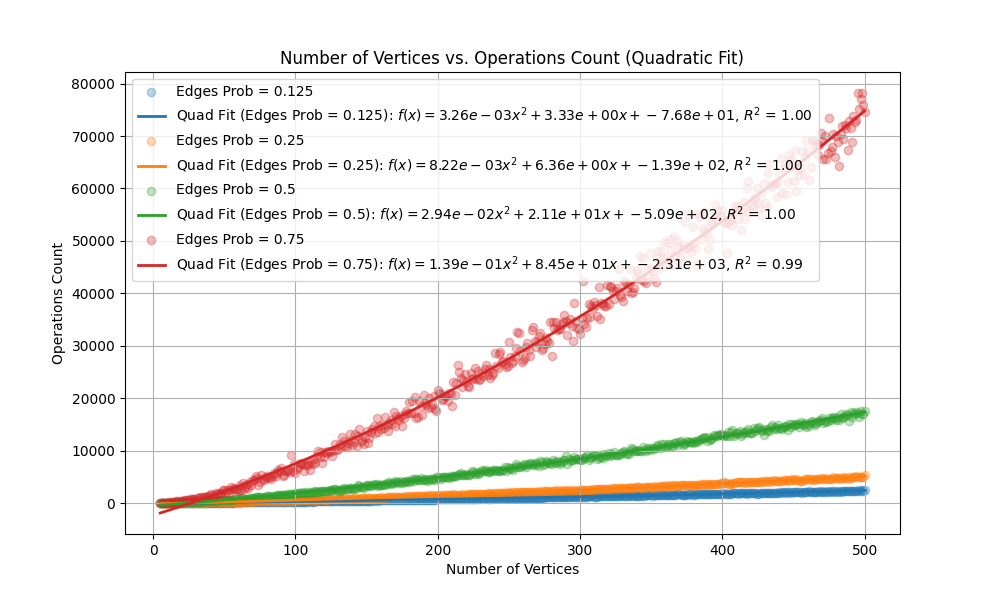 Number of Vertices vs. Operations Count (Quadratic Fit)
80000
70000
60000
50000
40000
30000
20000
10000
0
Operations Count
Edges Prob = 0.125
Quad Fit (Edges Prob = 0.125): f(x) = 3.26e − 03x² + 3.33e + 00x + − 7.68e + 01, R² = 1.00
Edges Prob = 0.25
Quad Fit (Edges Prob = 0.25): f(x) = 8.22e − 03x² + 6.36e + 00x + − 1.39e + 02, R² = 1.00
Edges Prob = 0.5
Quad Fit (Edges Prob = 0.5): f(x) = 2.94e − 02x² + 2.11e + 01x + − 5.09e + 02, R² = 1.00
Edges Prob = 0.75
Quad Fit (Edges Prob = 0.75): f(x) = 1.39e − 01x² + 8.45e + 01x + − 2.31e + 03, R² = 0.99
0 100 200 300 400 500
Number of Vertices